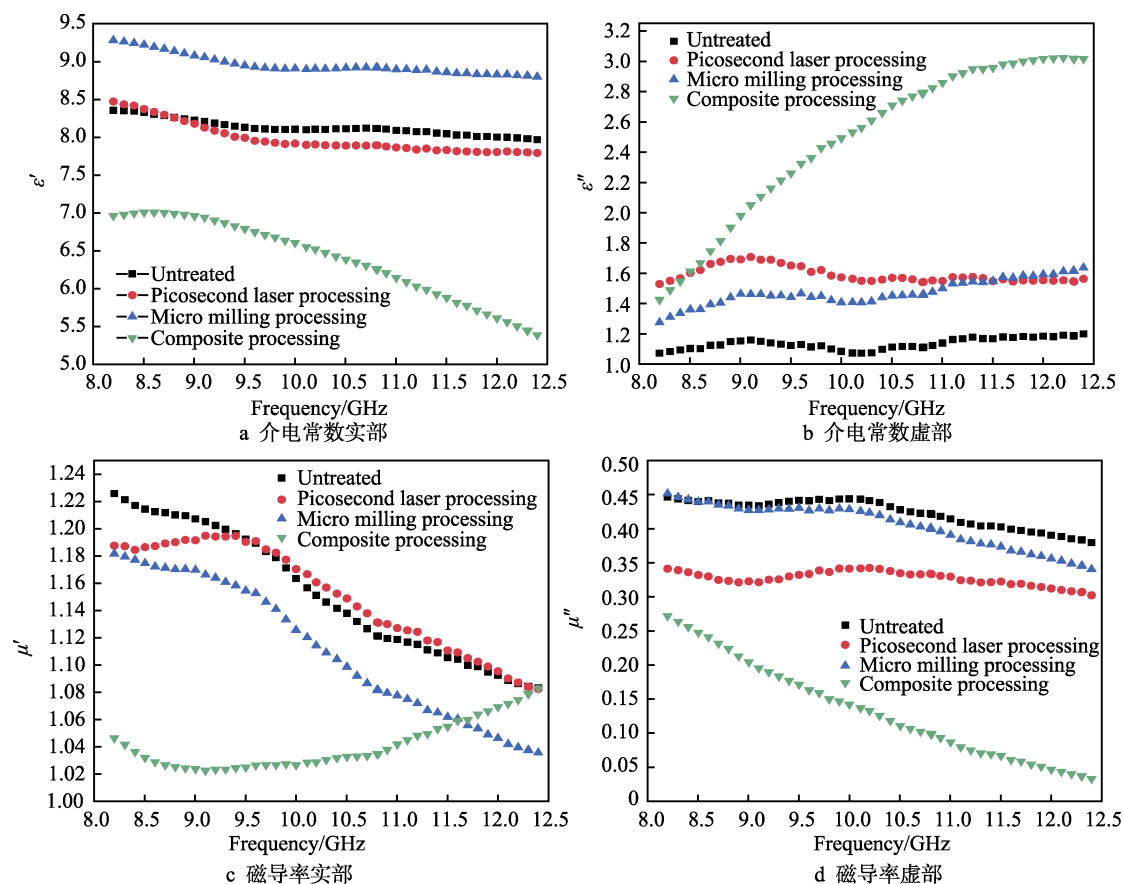 9.5
9.0
8.5
8.0
7.5
7.0
6.5
6.0
5.5
5.0
ε′
Untreated
Picosecond laser processing
Micro milling processing
Composite processing
8.0 8.5 9.0 9.5 10.0 10.5 11.0 11.5 12.0 12.5
Frequency/GHz
a 介电常数实部
3.2
3.0
2.8
2.6
2.4
2.2
2.0
1.8
1.6
1.4
1.2
1.0
ε″
Untreated
Picosecond laser processing
Micro milling processing
Composite processing
8.0 8.5 9.0 9.5 10.0 10.5 11.0 11.5 12.0 12.5
Frequency/GHz
b 介电常数虚部
1.24
1.22
1.20
1.18
1.16
1.14
1.12
1.10
1.08
1.06
1.04
1.02
1.00
μ′
Untreated
Picosecond laser processing
Micro milling processing
Composite processing
8.0 8.5 9.0 9.5 10.0 10.5 11.0 11.5 12.0 12.5
Frequency/GHz
c 磁导率实部
0.50
0.45
0.40
0.35
0.30
0.25
0.20
0.15
0.10
0.05
0
μ″
Untreated
Picosecond laser processing
Micro milling processing
Composite processing
8.0 8.5 9.0 9.5 10.0 10.5 11.0 11.5 12.0 12.5
Frequency/GHz
d 磁导率虚部